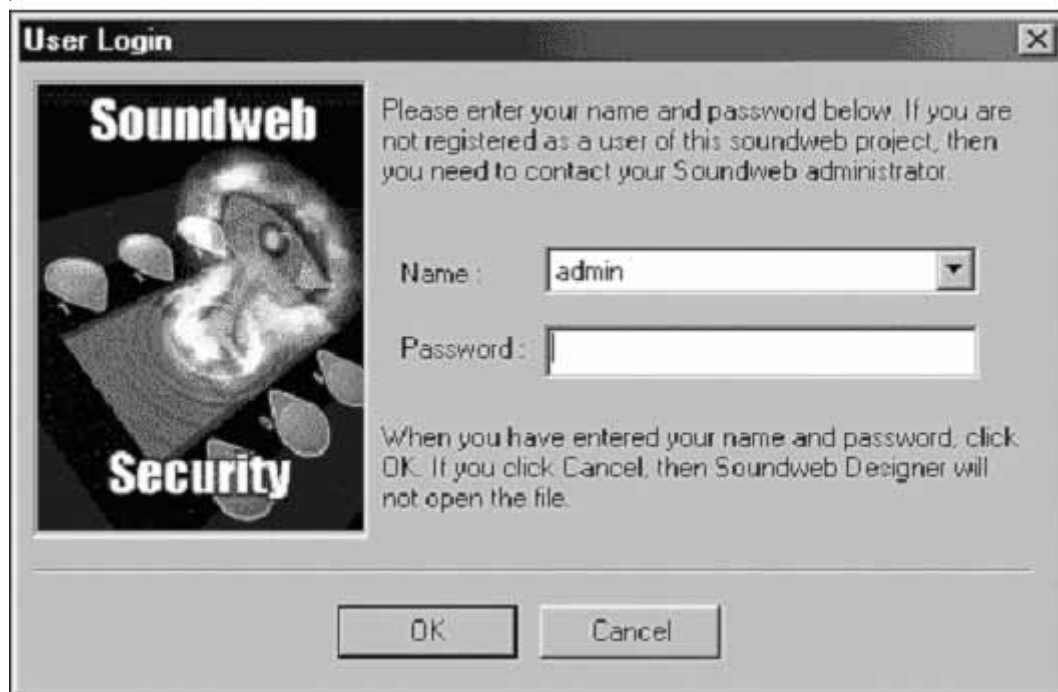 User Login
Soundweb
Security
Please enter your name and password below. If you are
not registered as a user of this soundweb project, then
you need to contact your Soundweb administrator.
Name : admin
Password :
When you have entered your name and password, click
OK. If you click Cancel, then Soundweb Designer will
not open the file.
OK Cancel